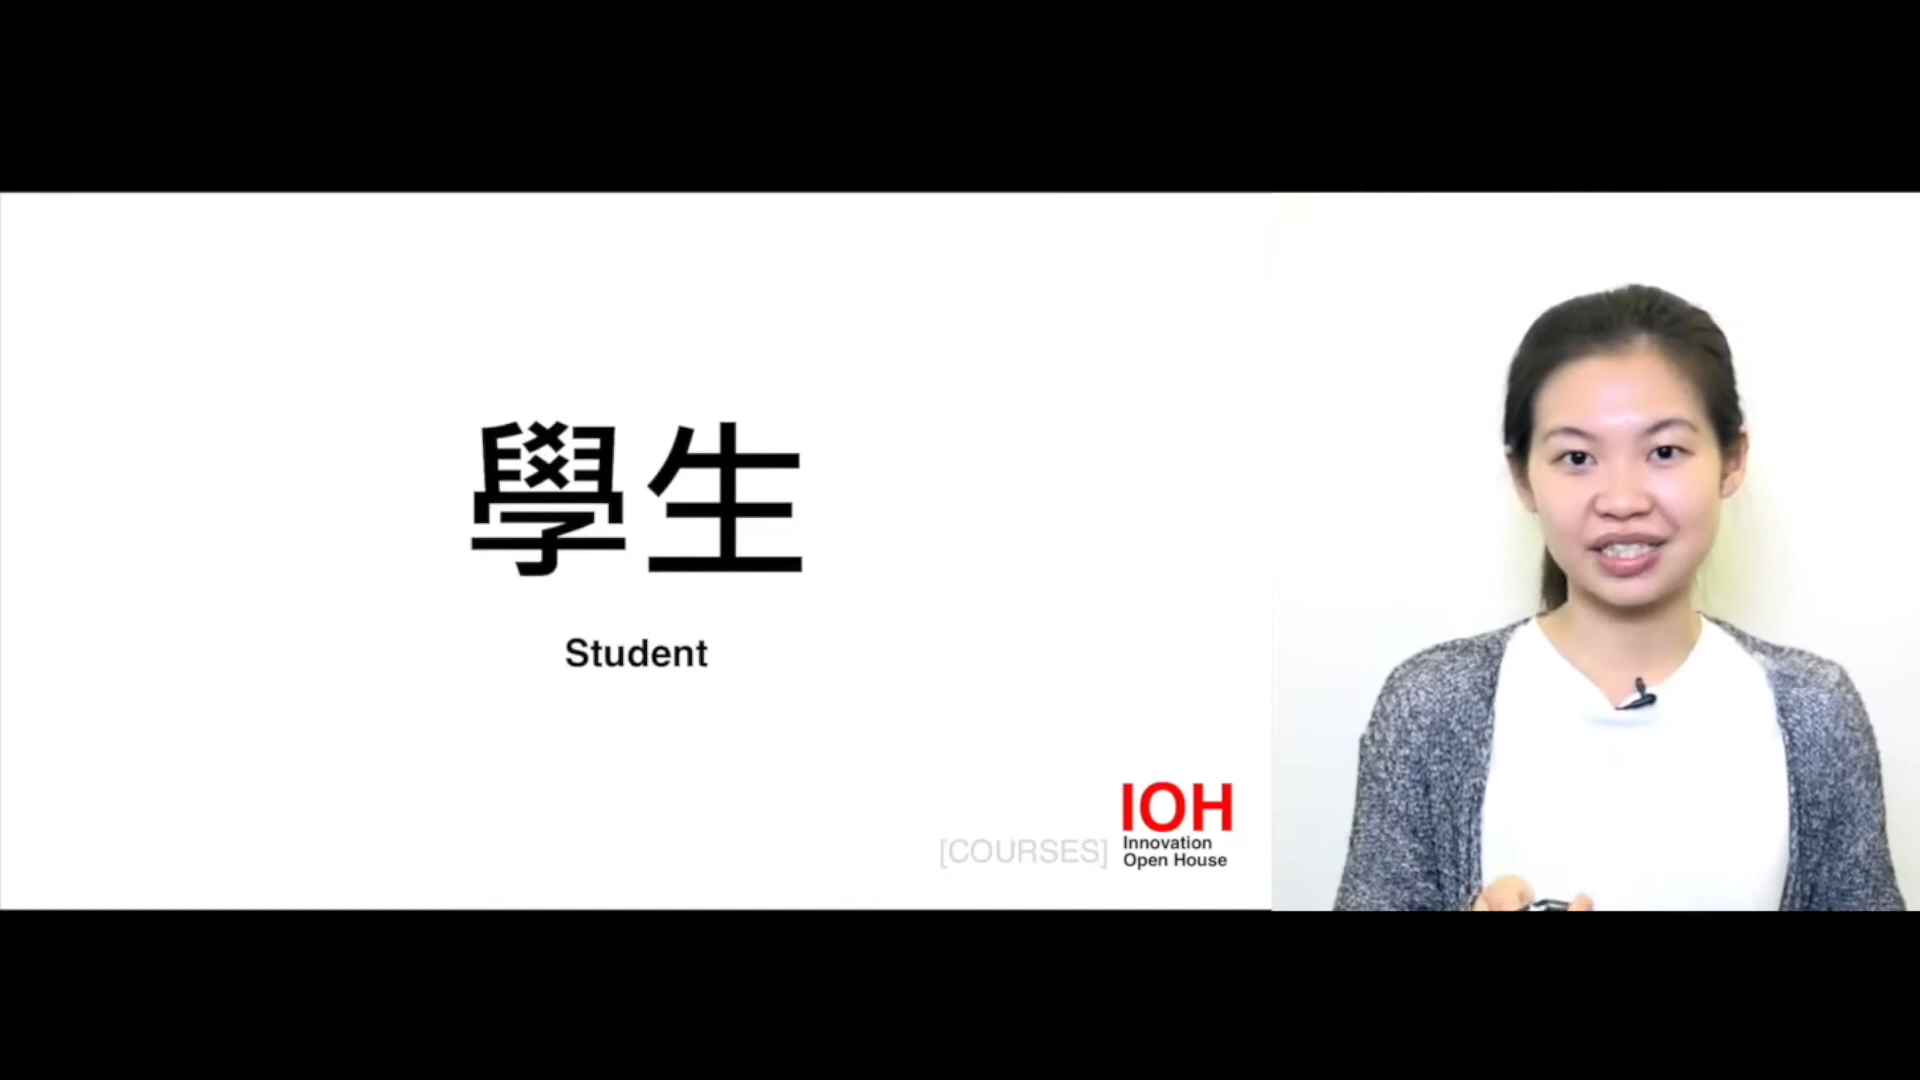 學生
Student
[COURSES]
IOH
Innovation
Open House